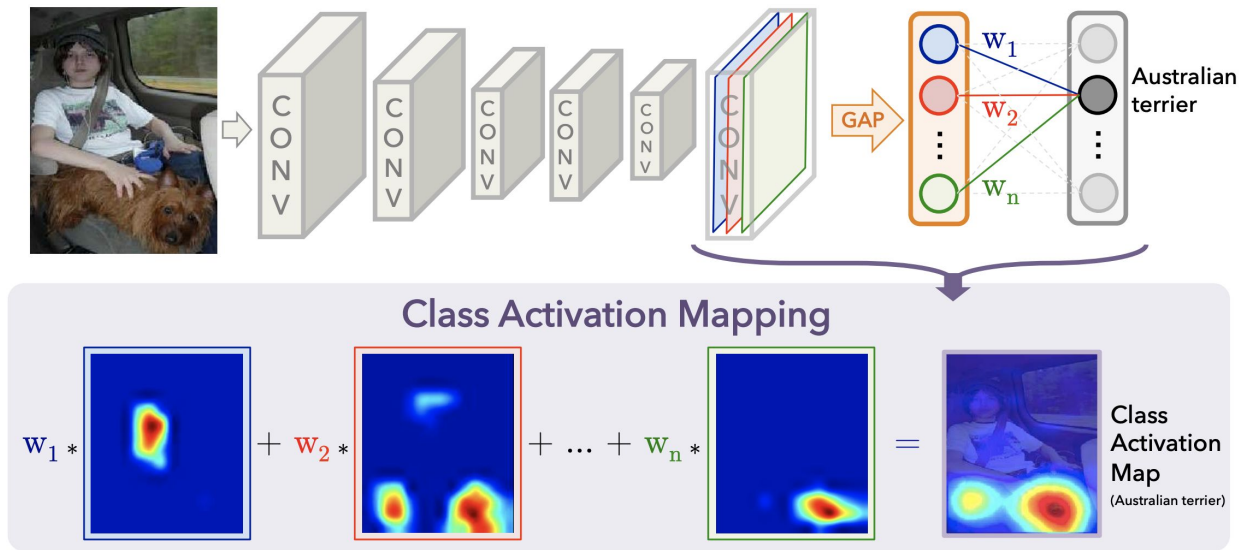 CONV
CONV
CONV
CONV
CONV
CONV
GAP
w1
w2
wn
Australian
terrier
Class Activation Mapping
w1 * + w2 * + ... + wn * =
Class
Activation
Map
(Australian terrier)